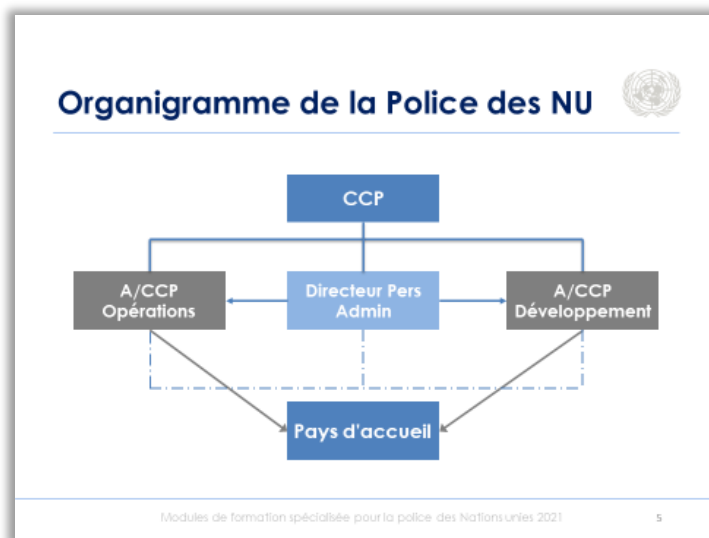 Organigramme de la Police des NU
CCP
A/CCP
Opérations
Directeur Pers
Admin
A/CCP
Développement
Pays d'accueil
Modules de formation spécialisée pour la police des Nations unies 2021
5